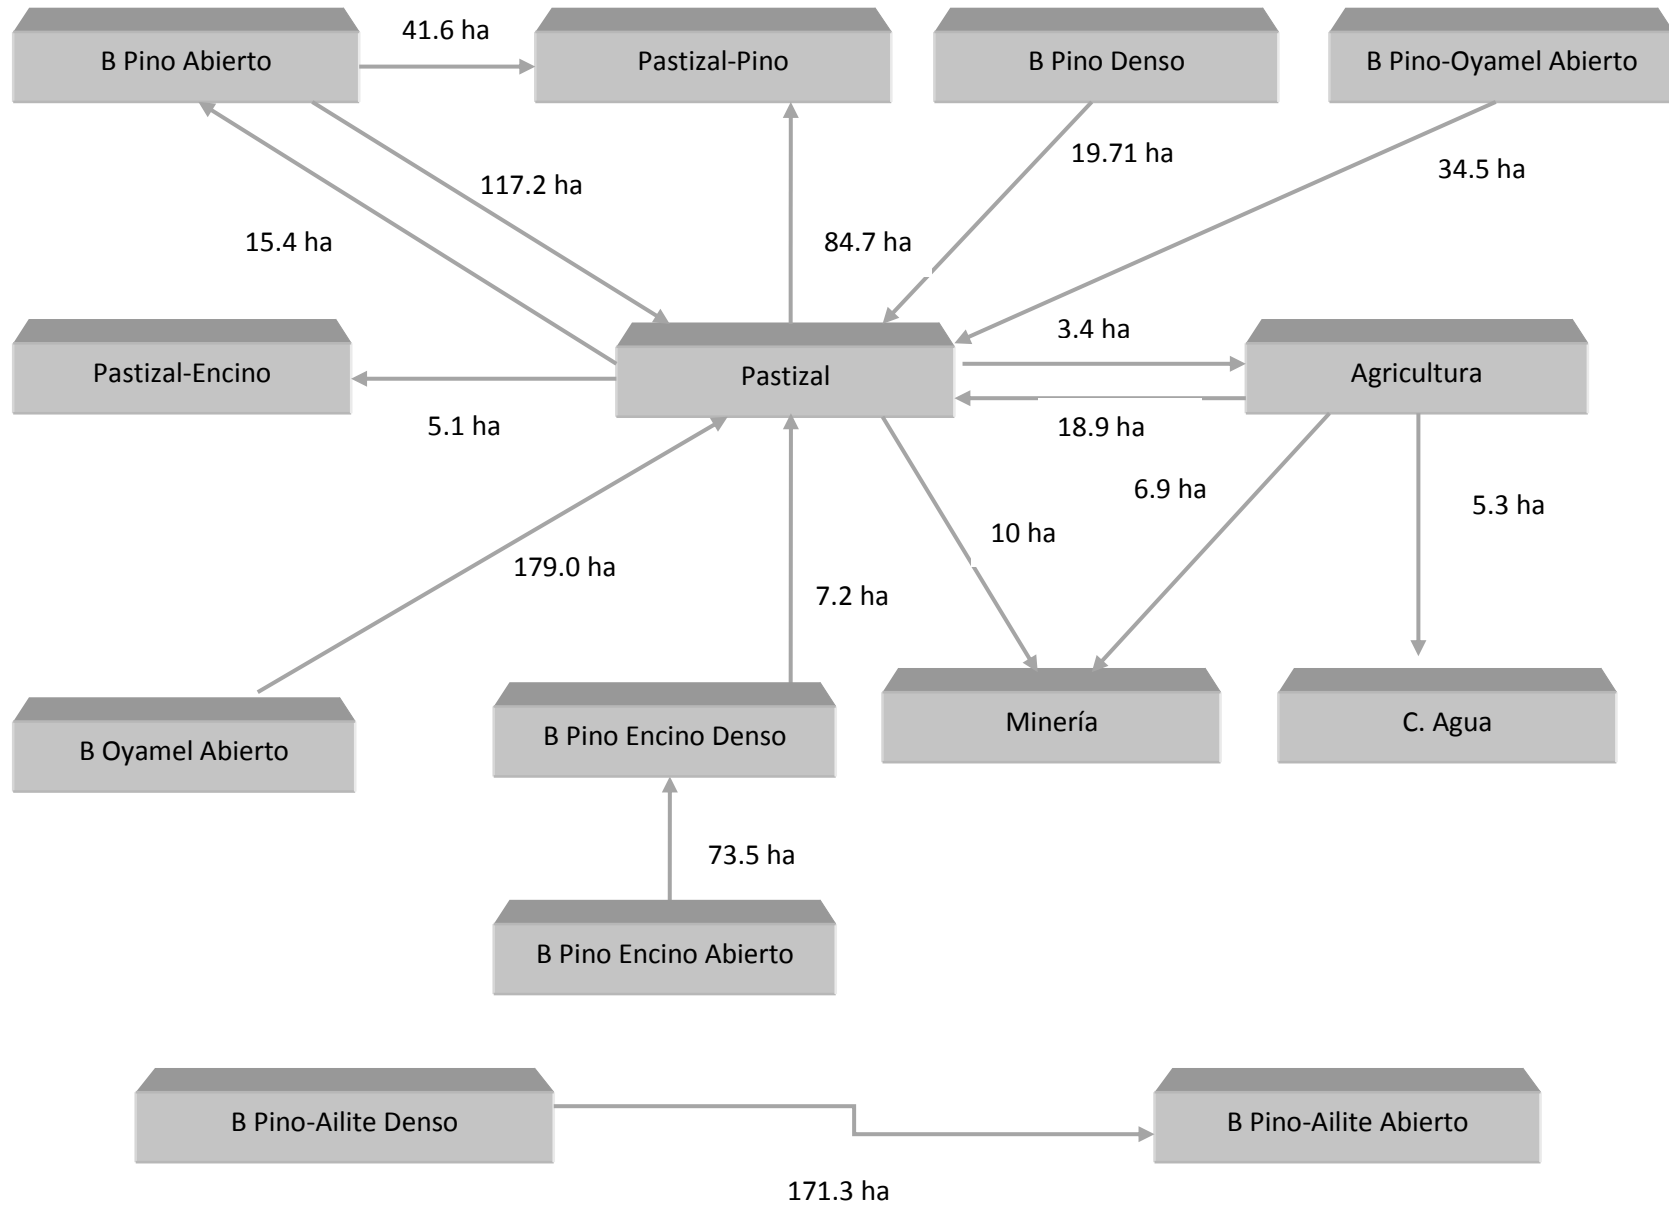 41.6 ha
B Pino Abierto
Pastizal-Pino
B Pino Denso
B Pino-Oyamel Abierto
19.71 ha
34.5 ha
117.2 ha
15.4 ha
84.7 ha
3.4 ha
Pastizal-Encino
Pastizal
Agricultura
5.1 ha
18.9 ha
6.9 ha
5.3 ha
10 ha
179.0 ha
7.2 ha
B Oyamel Abierto
B Pino Encino Denso
Minería
C. Agua
73.5 ha
B Pino Encino Abierto
B Pino-Ailite Denso
B Pino-Ailite Abierto
171.3 ha